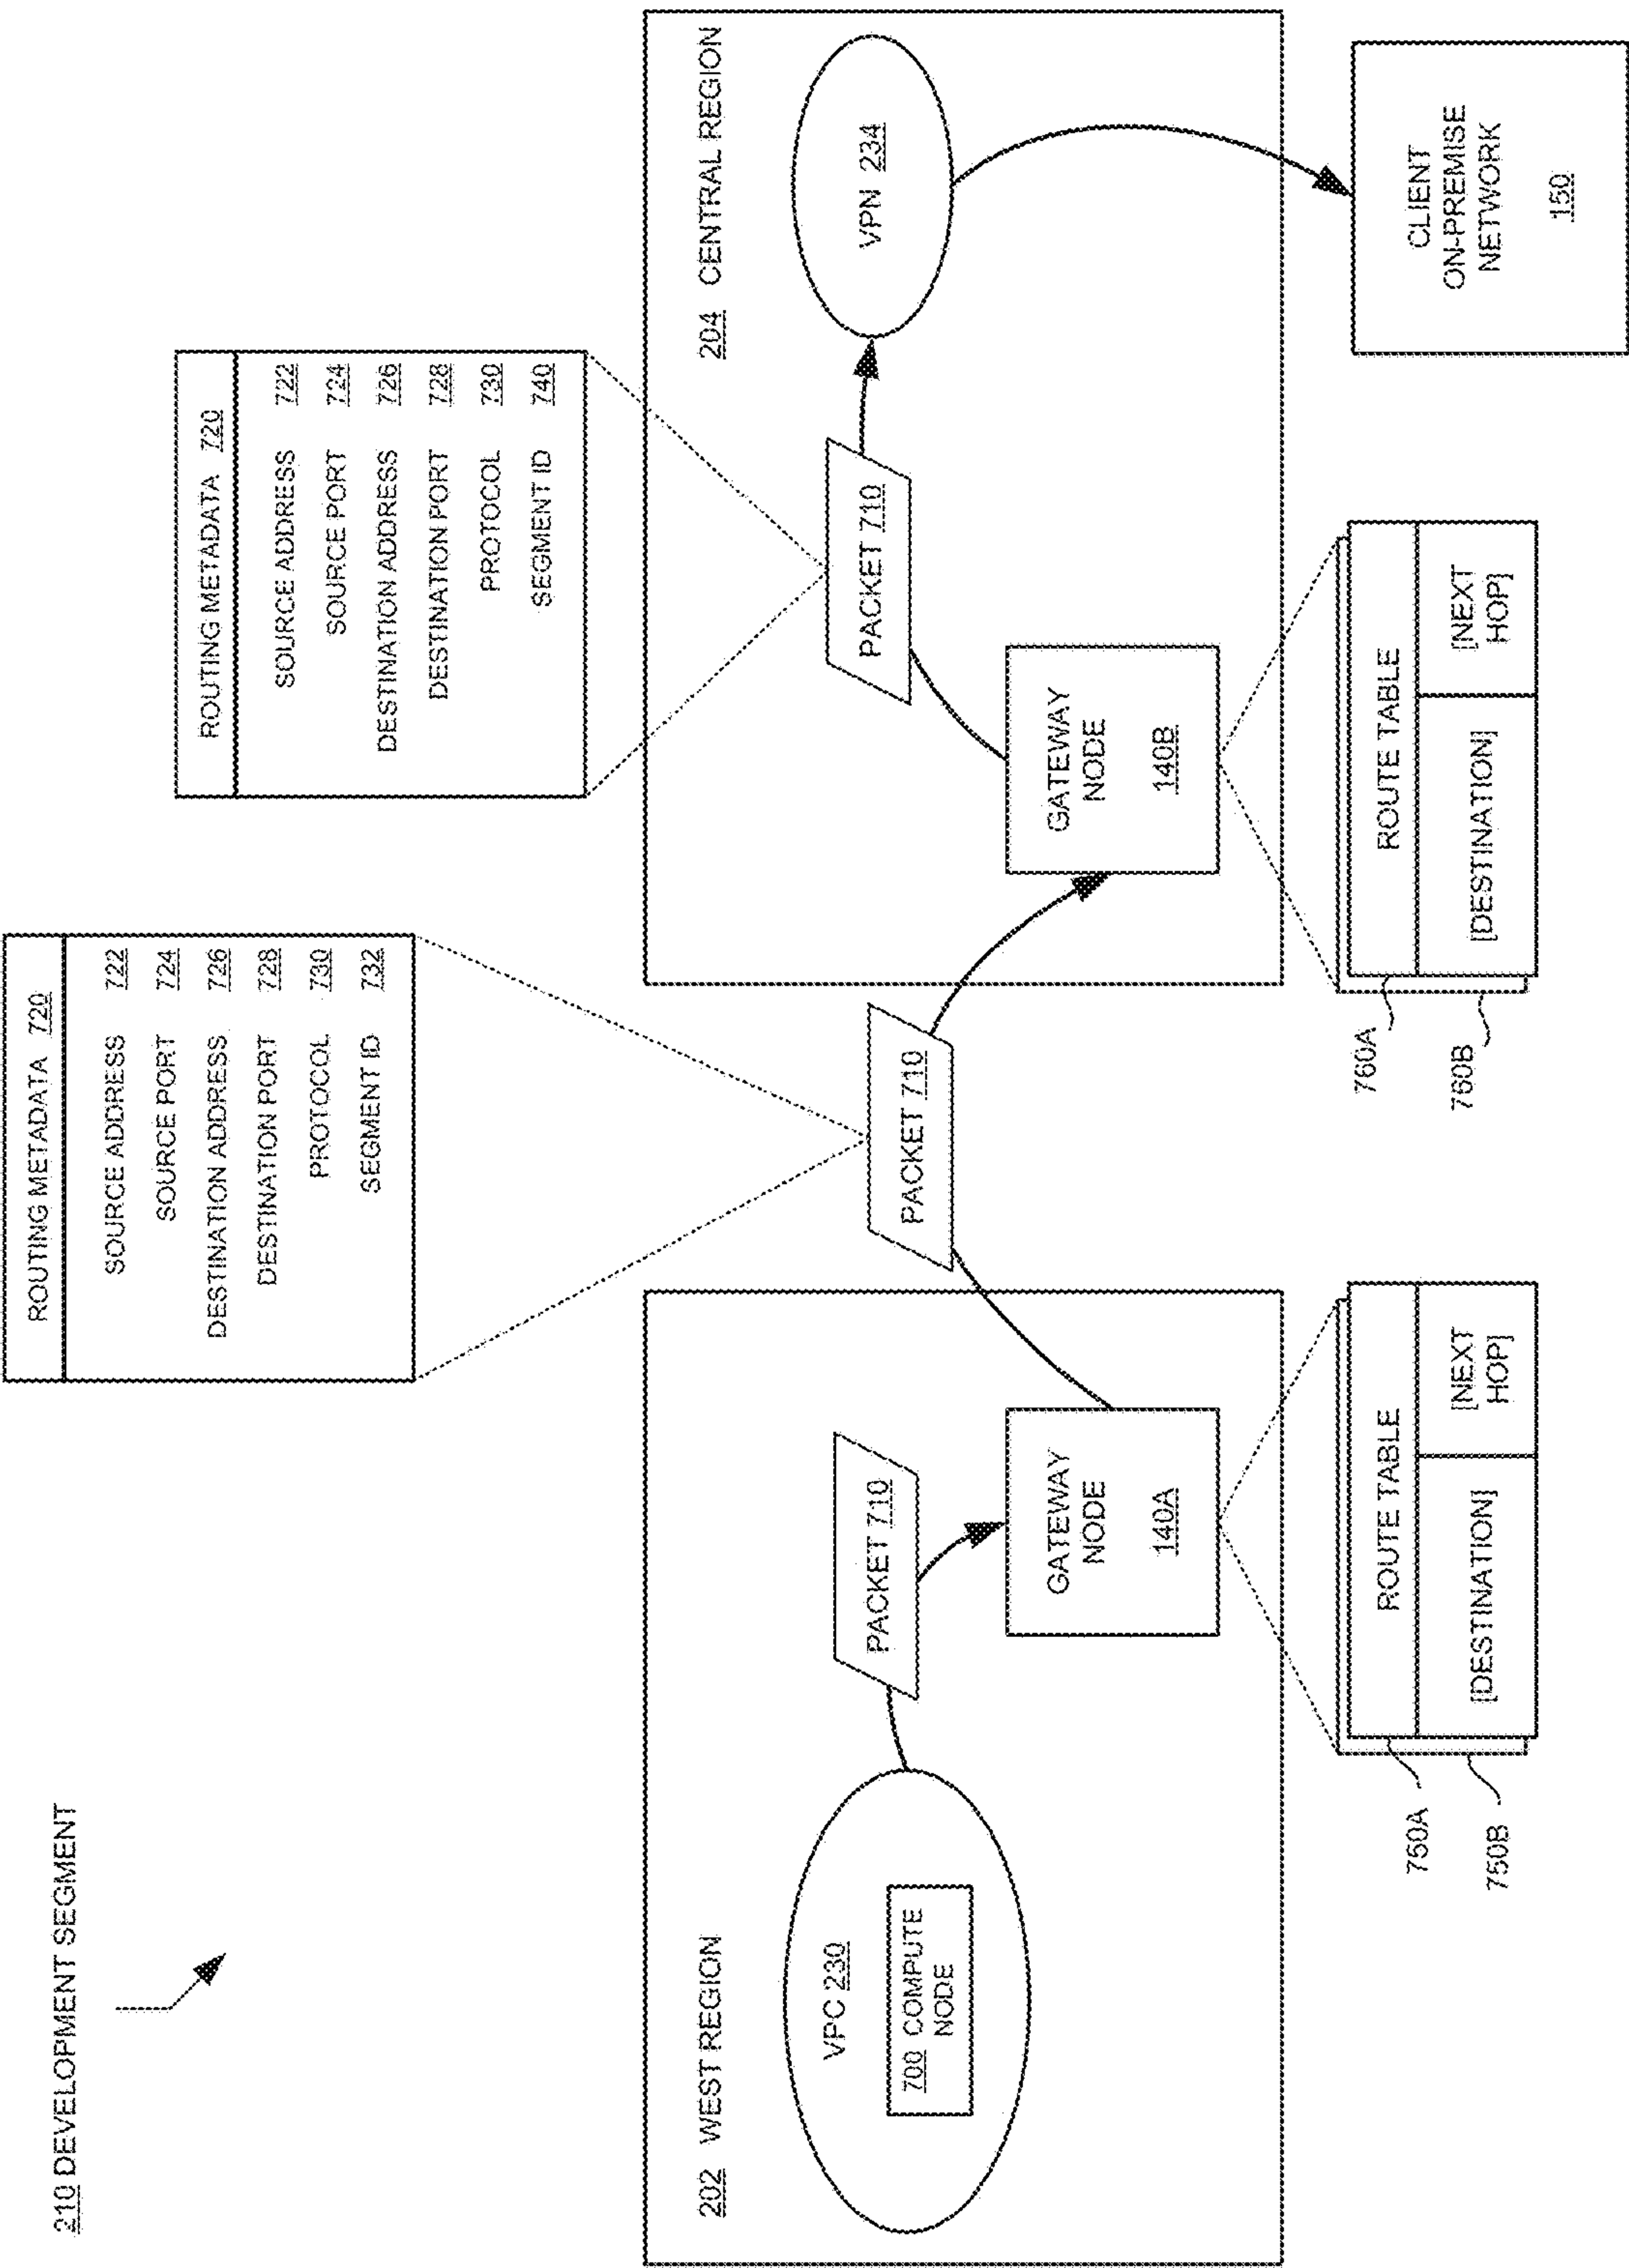 210 DEVELOPMENT SEGMENT
ROUTING METADATA 720
SOURCE ADDRESS 722
SOURCE PORT 724
DESTINATION ADDRESS 726
DESTINATION PORT 728
PROTOCOL 730
SEGMENT ID 732
ROUTING METADATA 720
SOURCE ADDRESS 722
SOURCE PORT 724
DESTINATION ADDRESS 726
DESTINATION PORT 728
PROTOCOL 730
SEGMENT ID 740
202 WEST REGION
VPC 230
700 COMPUTE
NODE
PACKET 710
GATEWAY
NODE
140A
PACKET 710
204 CENTRAL REGION
PACKET 710
VPN 234
GATEWAY
NODE
140B
750A
750B
ROUTE TABLE
[DESTINATION]
[NEXT
HOP]
760A
760B
ROUTE TABLE
[DESTINATION]
[NEXT
HOP]
CLIENT
ON-PREMISE
NETWORK
150